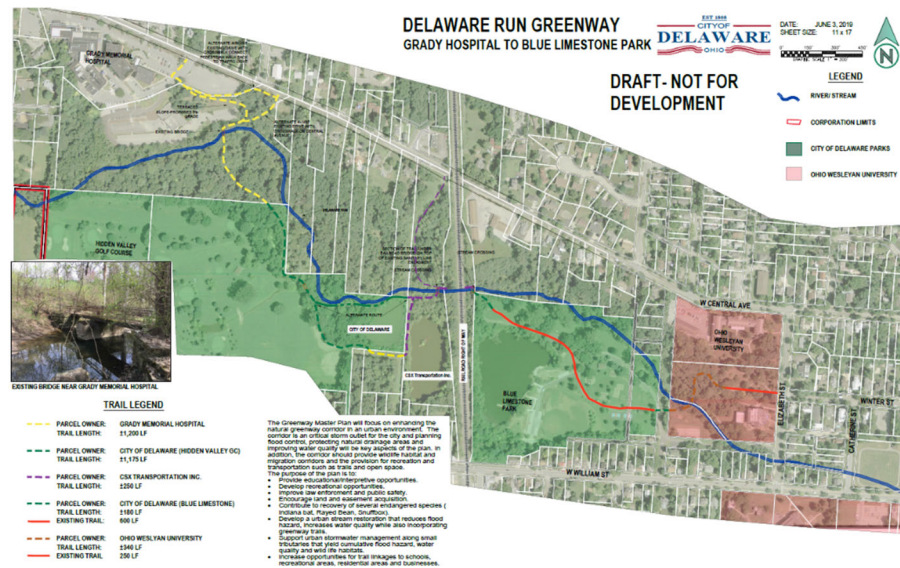 DELAWARE RUN GREENWAY
GRADY HOSPITAL TO BLUE LIMESTONE PARK
EST 1808
CITY OF
DELAWARE
OHIO
DATE: JUNE 3, 2019
SHEET SIZE: 11 x 17
N
DRAFT- NOT FOR
DEVELOPMENT
LEGEND
RIVER/ STREAM
CORPORATION LIMITS
CITY OF DELAWARE PARKS
OHIO WESLEYAN UNIVERSITY
GRADY MEMORIAL
HOSPITAL
EXISTING BRIDGE
HIDDEN VALLEY
GOLF COURSE
STREAM CROSSING
STREAM CROSSING
ALTERNATE ROUTE
CITY OF DELAWARE
CSX Transportation Inc.
RAILROAD RIGHT OF WAY
BLUE
LIMESTONE
PARK
W CENTRAL AVE
OHIO
WESLEYAN
UNIVERSITY
ELIZABETH ST
WINTER ST
CATHERINE ST
W WILLIAM ST
EXISTING BRIDGE NEAR GRADY MEMORIAL HOSPITAL
TRAIL LEGEND
PARCEL OWNER: GRADY MEMORIAL HOSPITAL
TRAIL LENGTH: ±1,200 LF
PARCEL OWNER: CITY OF DELAWARE (HIDDEN VALLEY GC)
TRAIL LENGTH: ±1,175 LF
PARCEL OWNER: CSX TRANSPORTATION INC.
TRAIL LENGTH: ±250 LF
PARCEL OWNER: CITY OF DELAWARE (BLUE LIMESTONE)
TRAIL LENGTH: ±180 LF
EXISTING TRAIL: 600 LF
PARCEL OWNER: OHIO WESLEYAN UNIVERSITY
TRAIL LENGTH: ±340 LF
EXISTING TRAIL 250 LF
The Greenway Master Plan will focus on enhancing the
natural greenway corridor in an urban environment. The
corridor is an critical storm outlet for the city and planning
flood control, protecting natural drainage areas and
improving water quality will be key aspects of the plan. In
addition, the corridor should provide wildlife habitat and
migration corridors and the provision for recreation and
transportation such as trails and open space.
The purpose of the plan is to:
• Provide educational/interpretive opportunities.
• Develop recreational opportunities.
• Improve law enforcement and public safety.
• Encourage land and easement acquisition.
• Contribute to recovery of several endangered species (
Indiana bat, Rayed Bean, Snuffbox).
• Develop a urban stream restoration that reduces flood
hazard, increases water quality while also incorporating
greenway trails.
• Support urban stormwater management along small
tributaries that yield cumulative flood hazard, water
quality and wild life habitats.
• Increase opportunities for trail linkages to schools,
recreational areas, residential areas and businesses.